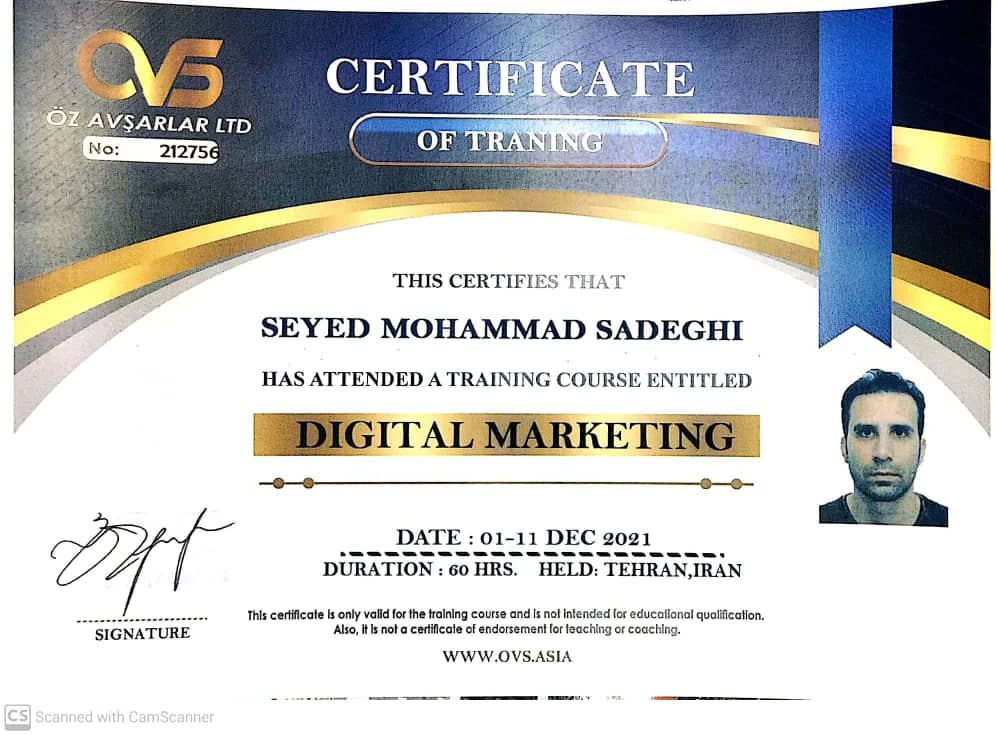 OVS
ÖZ AVŞARLAR LTD
No: 212756
CERTIFICATE
OF TRANING
THIS CERTIFIES THAT
SEYED MOHAMMAD SADEGHI
HAS ATTENDED A TRAINING COURSE ENTITLED
DIGITAL MARKETING
DATE : 01-11 DEC 2021
DURATION : 60 HRS. HELD: TEHRAN,IRAN
SIGNATURE
This certificate is only valid for the training course and is not intended for educational qualification.
Also, it is not a certificate of endorsement for teaching or coaching.
WWW.OVS.ASIA
CS Scanned with CamScanner